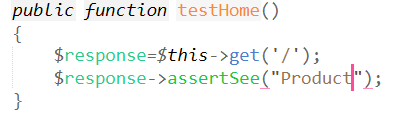 public function testHome()
{
    $response=$this->get('/');
    $response->assertSee("Product");
}